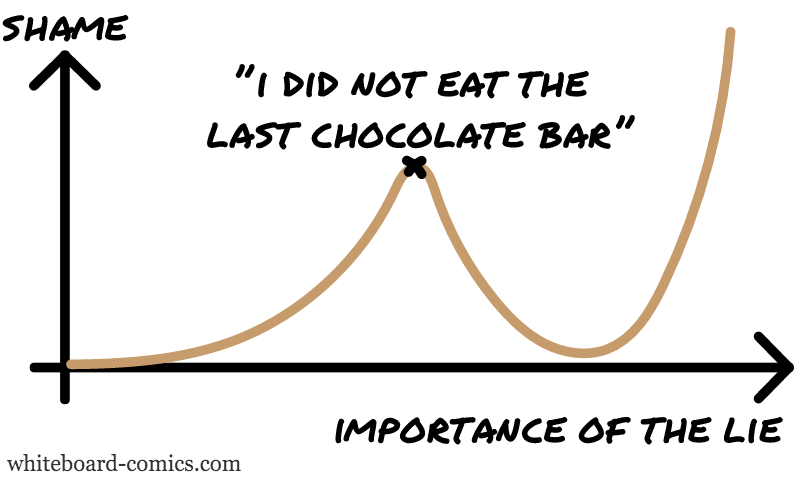 SHAME
"I DID NOT EAT THE
LAST CHOCOLATE BAR"
IMPORTANCE OF THE LIE
whiteboard-comics.com